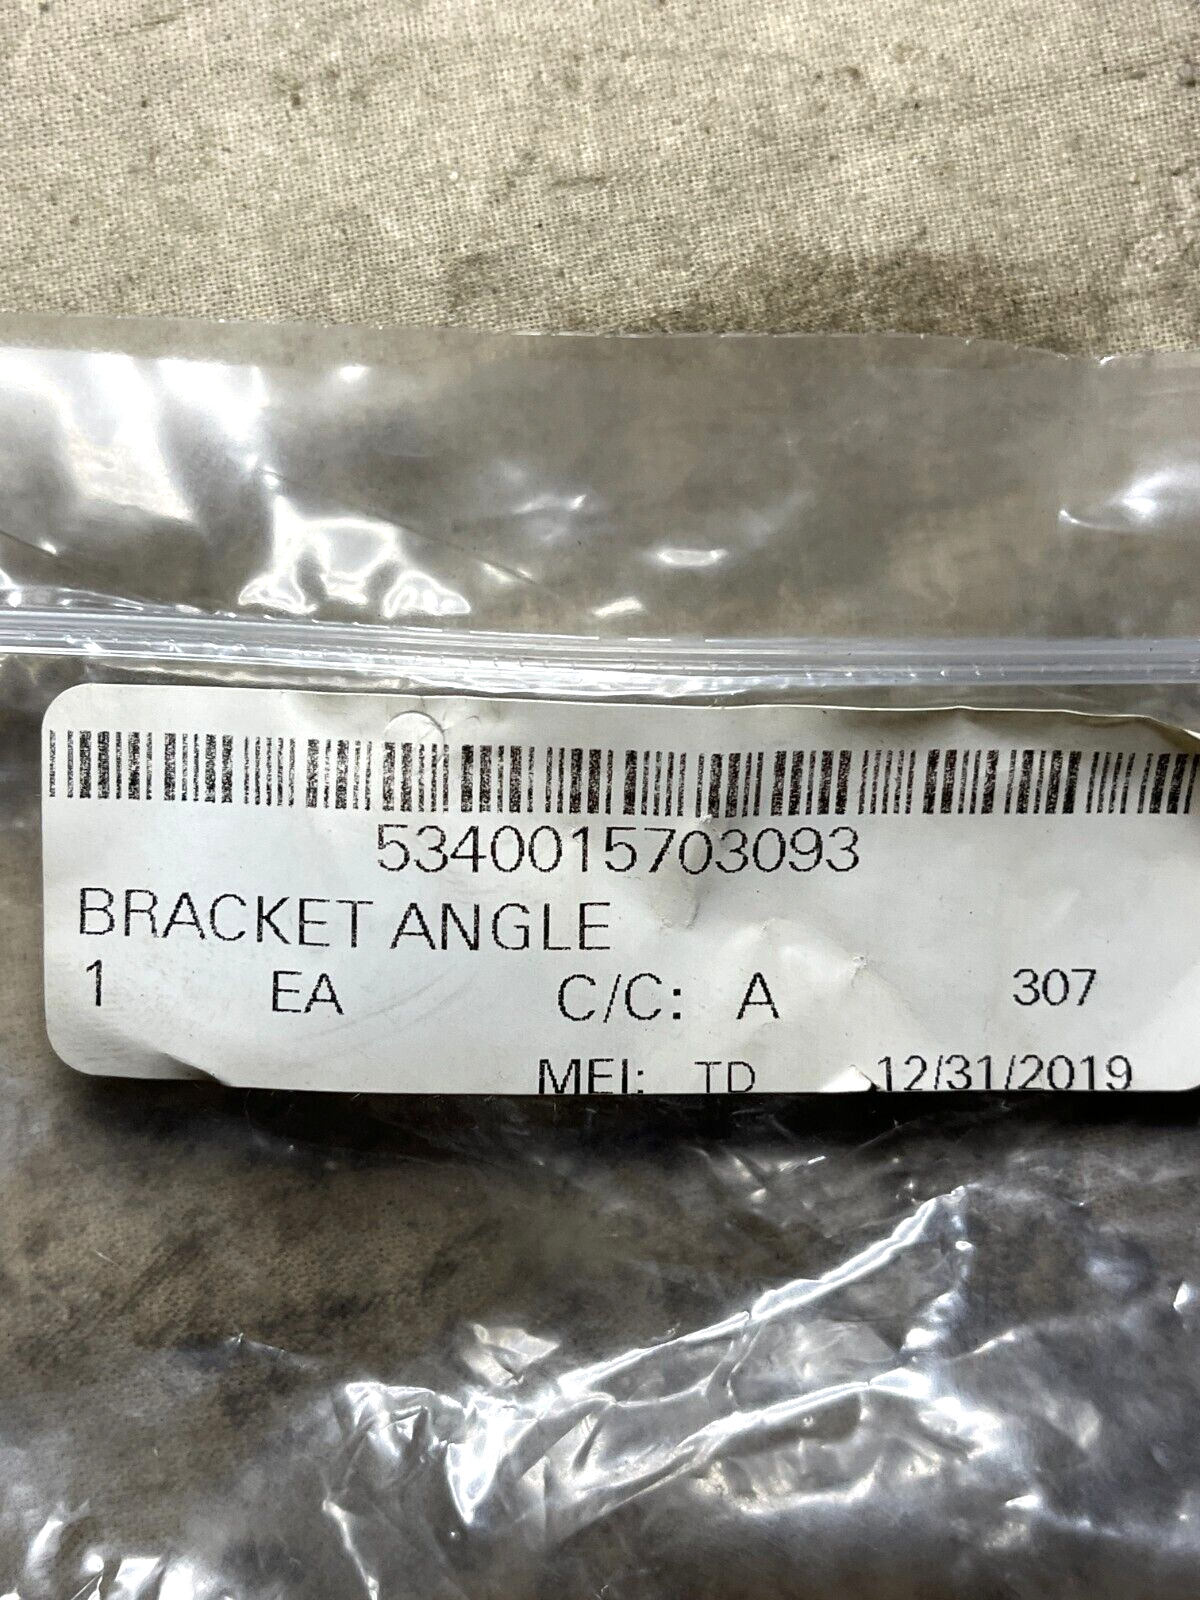 5340015703093
BRACKET ANGLE
1 EA C/C: A 307
MEI: TD 12/31/2019